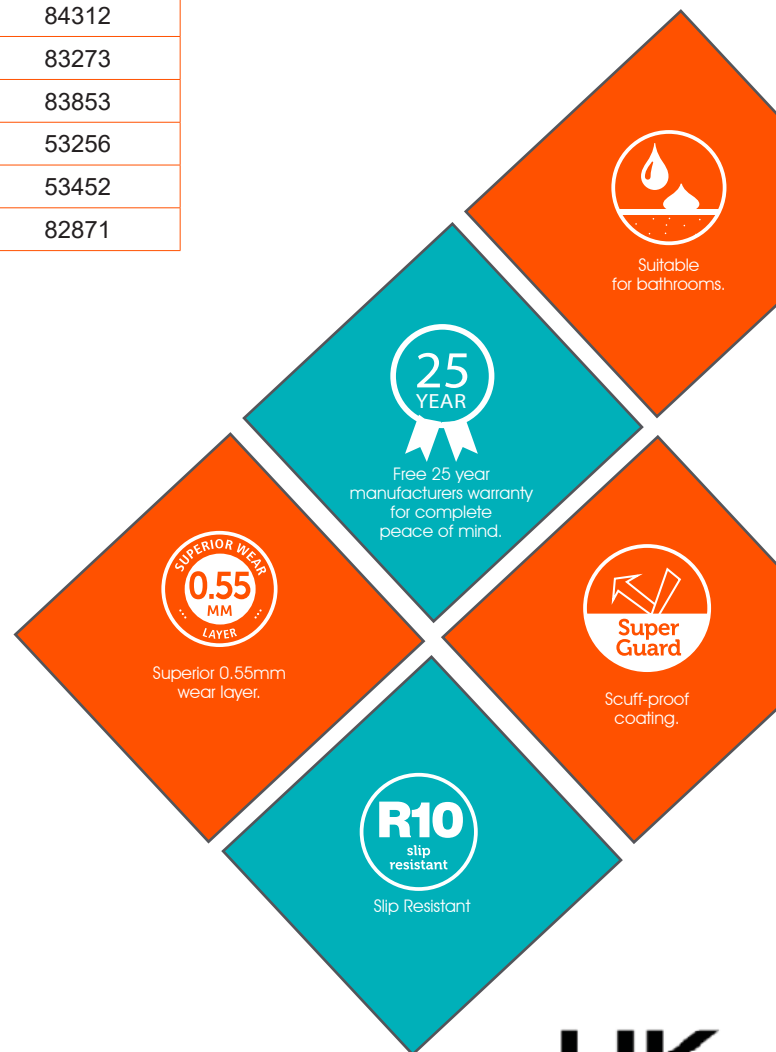 84312
83273
83853
53256
53452
82871
Suitable
for bathrooms.
25
YEAR
Free 25 year
manufacturers warranty
for complete
peace of mind.
SUPERIOR WEAR
0.55
MM
LAYER
Superior 0.55mm
wear layer.
Super
Guard
Scuff-proof
coating.
R10
slip
resistant
Slip Resistant
UK